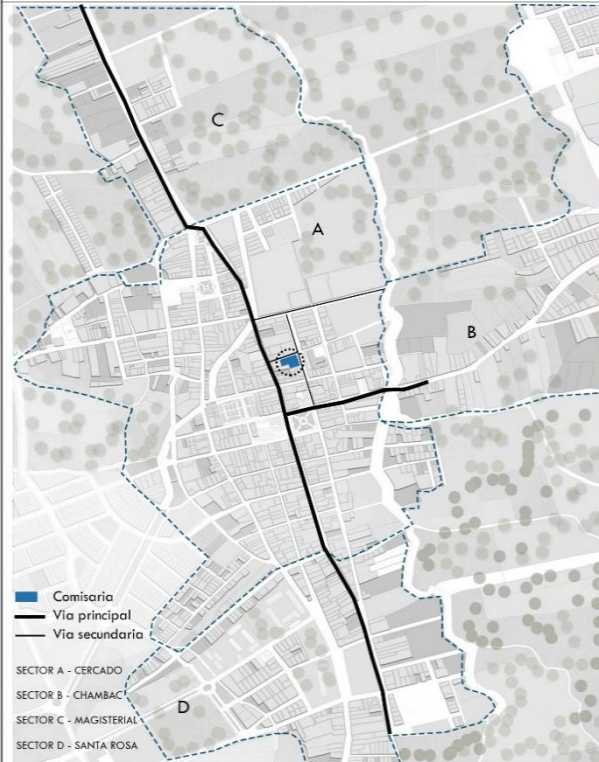 C
A
B
Comisaria
Via principal
Via secundaria
SECTOR A - CERCADO
SECTOR B - CHAMBAC
SECTOR C - MAGISTERIAL
SECTOR D - SANTA ROSA
D